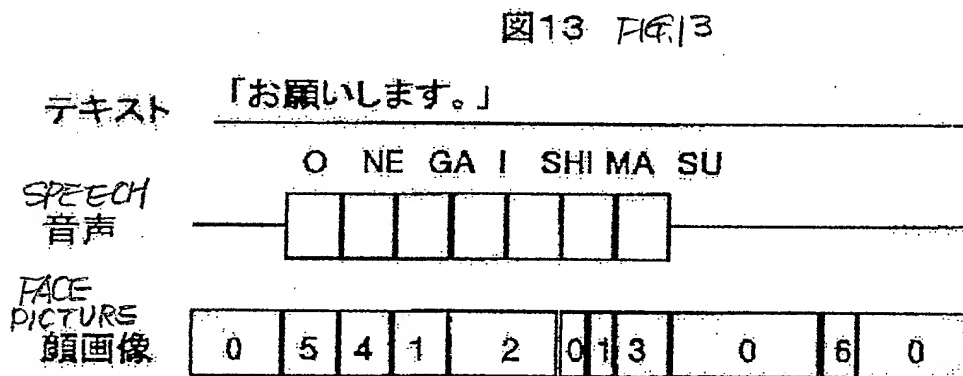 図13 FIG.13
テキスト 「お願いします。」
O NE GA I SHI MA SU
SPEECH
音声
FACE
PICTURE
顔画像 0 5 4 1 2 0 1 3 0 6 0